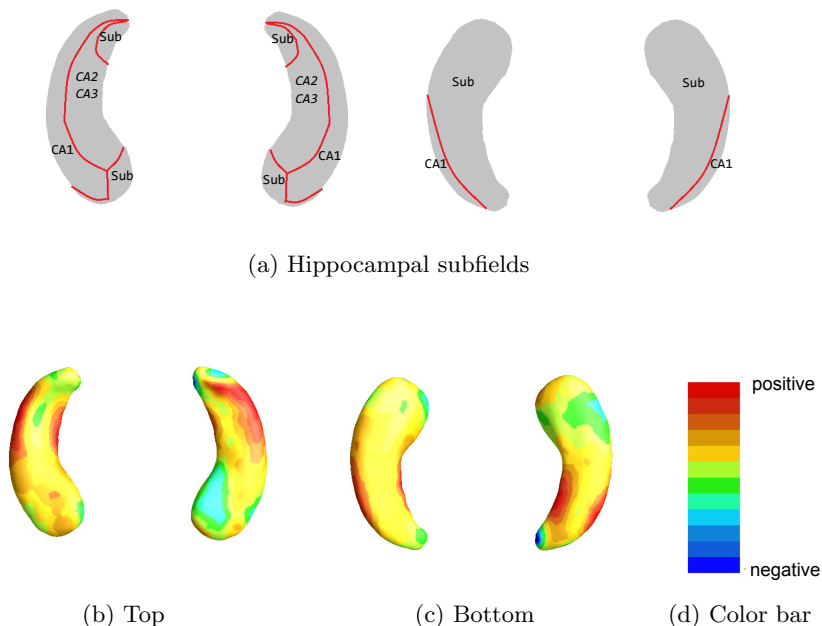 Sub
CA2
CA3
CA1
Sub
Sub
CA2
CA3
CA1
Sub
Sub
CA1
Sub
CA1
(a) Hippocampal subfields
positive
negative
(b) Top
(c) Bottom
(d) Color bar